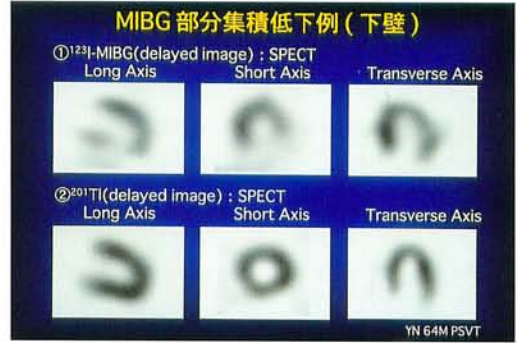 MIBG 部分集積低下例 ( 下壁 )
①¹²³I-MIBG(delayed image) : SPECT
Long Axis Short Axis Transverse Axis
②²⁰¹Tl(delayed image) : SPECT
Long Axis Short Axis Transverse Axis
YN 64M PSVT